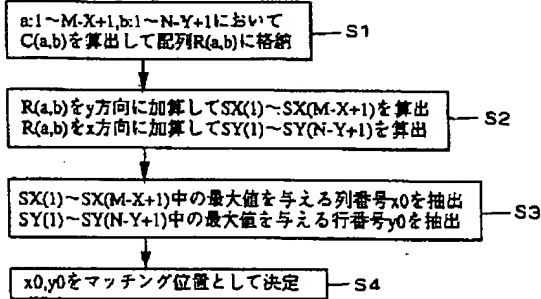 a:1～M-X+1,b:1～N-Y+1において
C(a,b)を算出して配列R(a,b)に格納
S1
R(a,b)をy方向に加算してSX(1)～SX(M-X+1)を算出
R(a,b)をx方向に加算してSY(1)～SY(N-Y+1)を算出
S2
SX(1)～SX(M-X+1)中の最大値を与える列番号x0を抽出
SY(1)～SY(N-Y+1)中の最大値を与える行番号y0を抽出
S3
x0,y0をマッチング位置として決定
S4